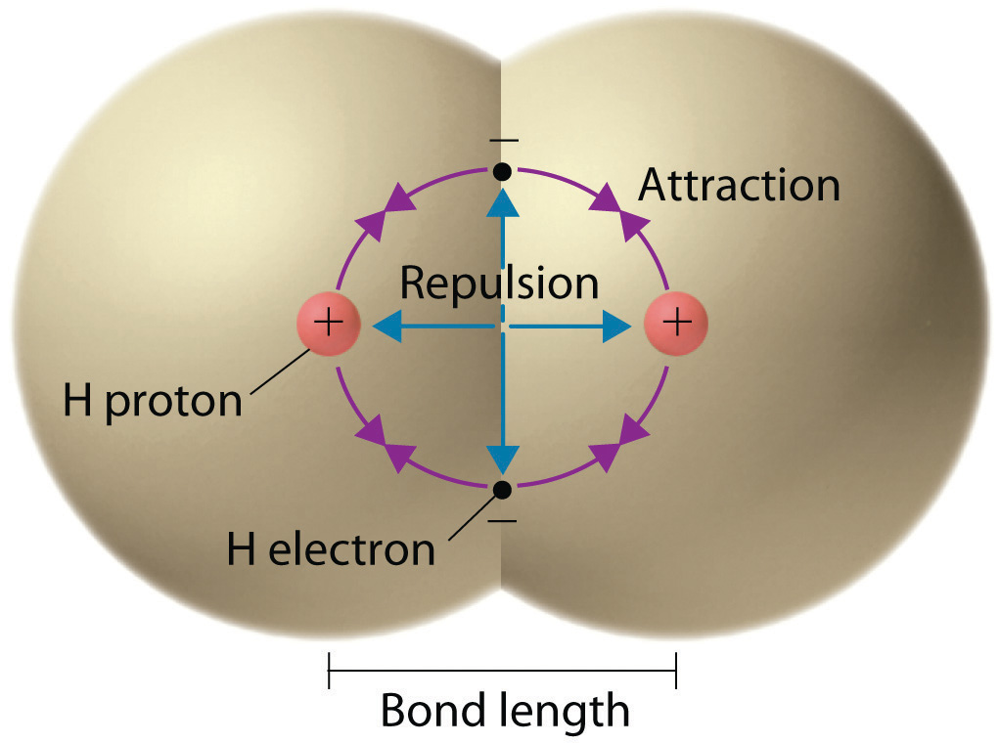 −
Attraction
Repulsion
+ +
H proton
H electron
−
Bond length